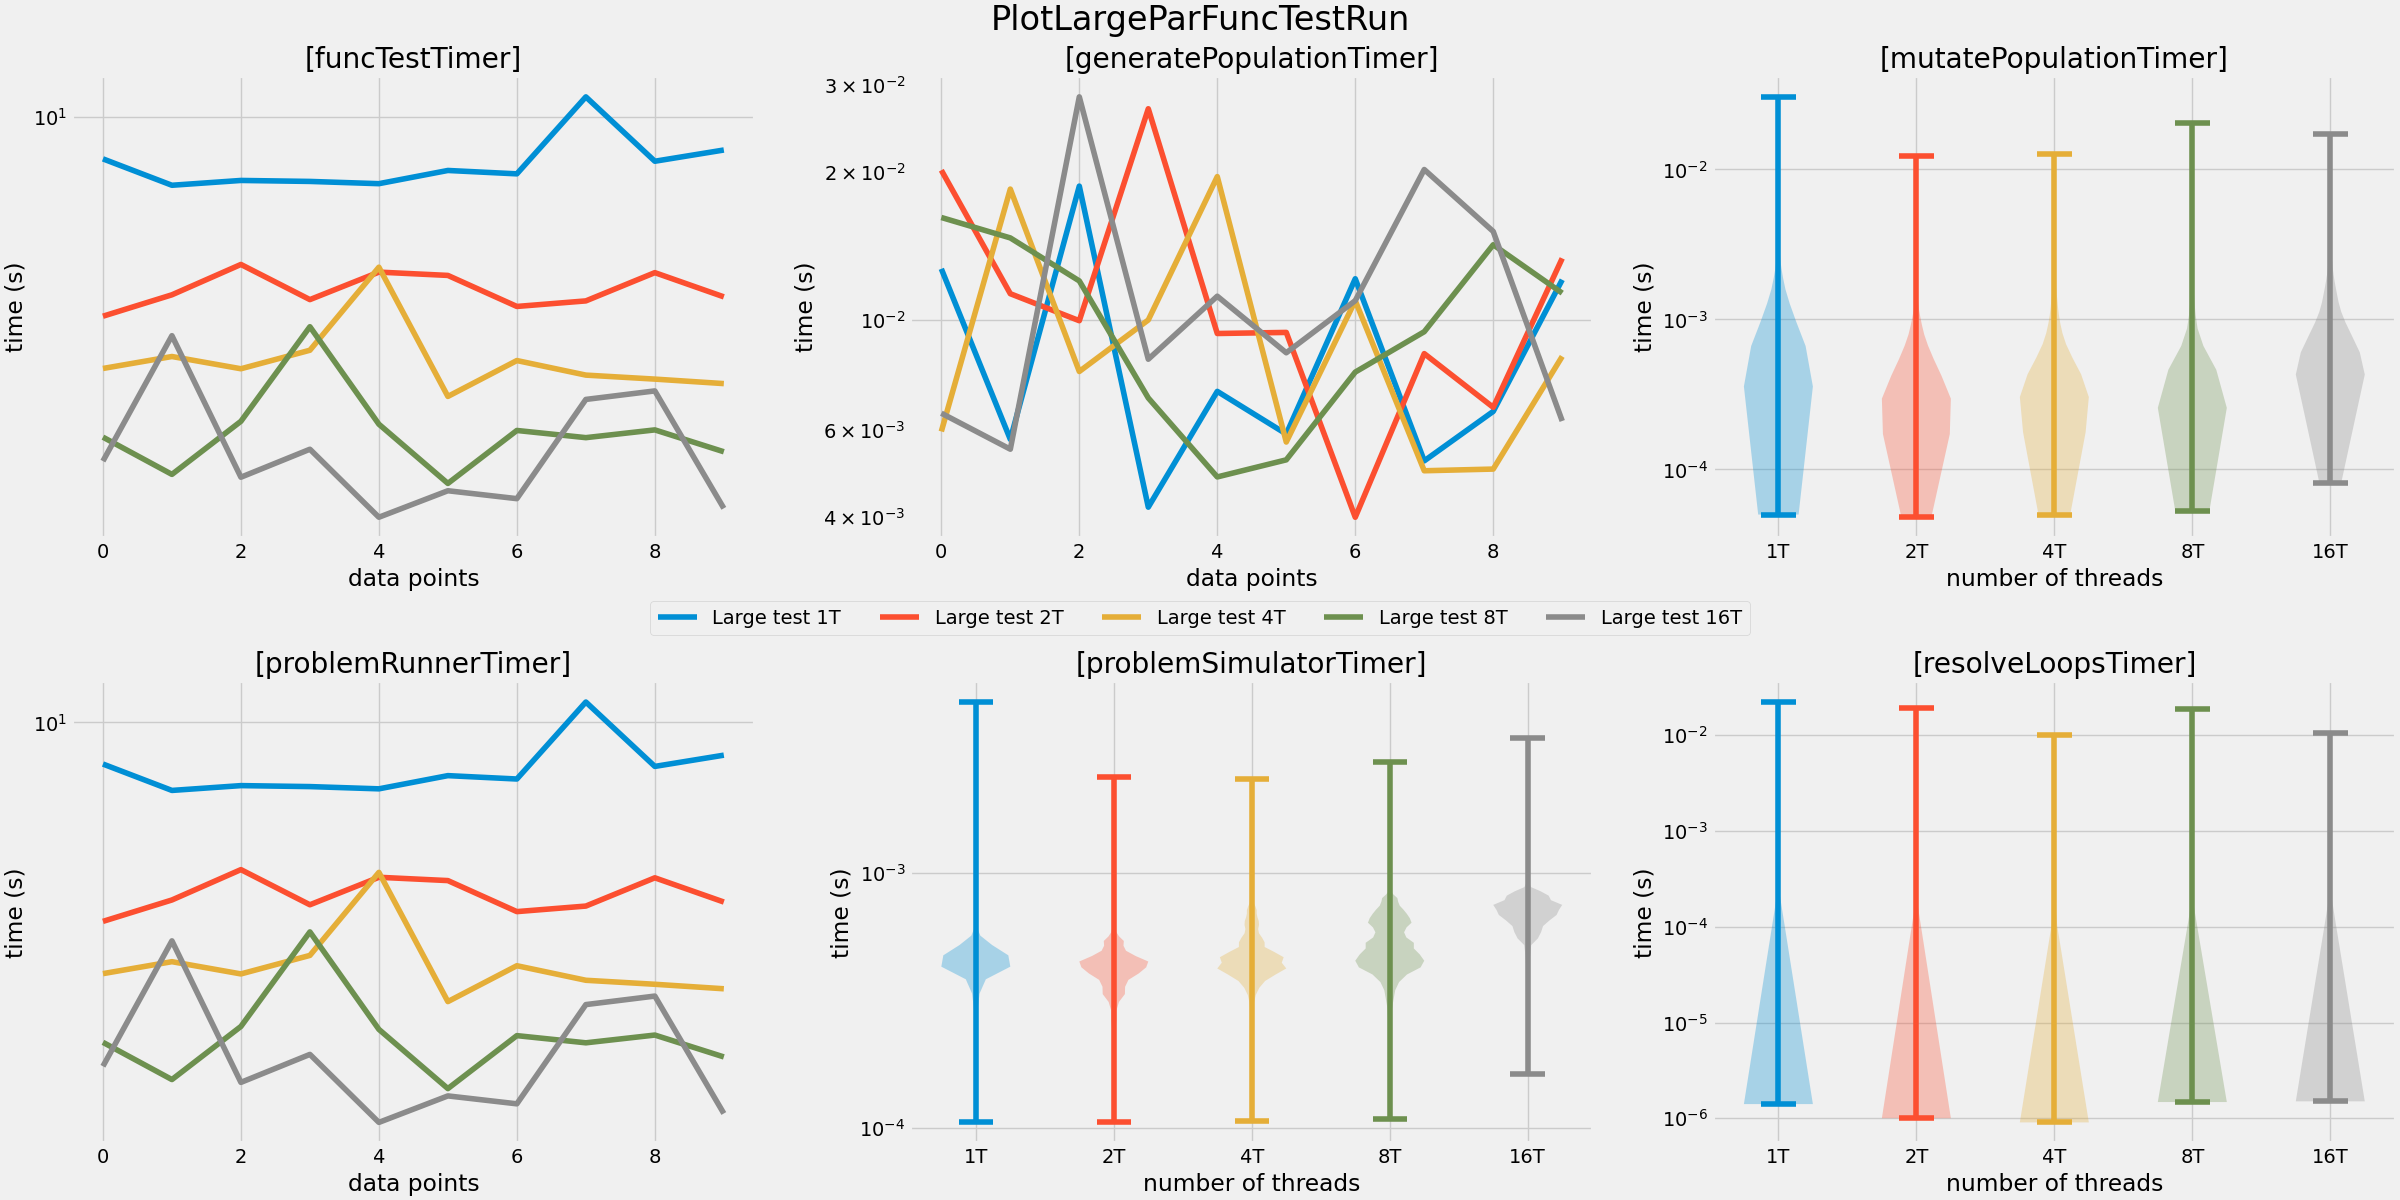 PlotLargeParFuncTestRun
[funcTestTimer]
10¹
time (s)
0 2 4 6 8
data points
[generatePopulationTimer]
3 × 10⁻²
2 × 10⁻²
10⁻²
6 × 10⁻³
4 × 10⁻³
time (s)
0 2 4 6 8
data points
[mutatePopulationTimer]
10⁻²
10⁻³
10⁻⁴
time (s)
1T 2T 4T 8T 16T
number of threads
Large test 1T Large test 2T Large test 4T Large test 8T Large test 16T
[problemRunnerTimer]
10¹
time (s)
0 2 4 6 8
data points
[problemSimulatorTimer]
10⁻³
10⁻⁴
time (s)
1T 2T 4T 8T 16T
number of threads
[resolveLoopsTimer]
10⁻²
10⁻³
10⁻⁴
10⁻⁵
10⁻⁶
time (s)
1T 2T 4T 8T 16T
number of threads